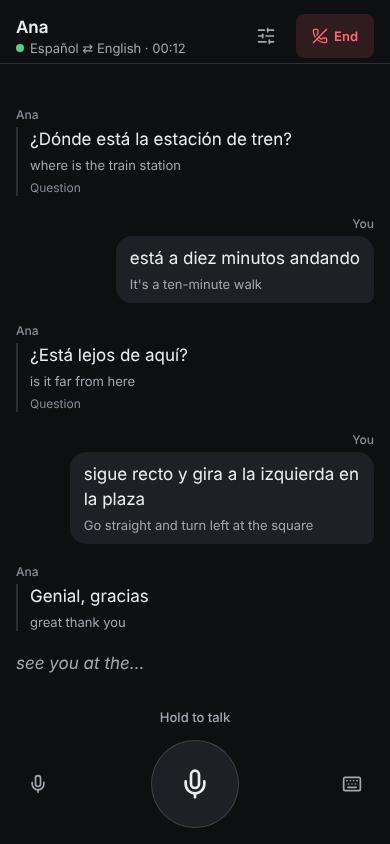 Ana
Español ⇄ English · 00:12
End
Ana
¿Dónde está la estación de tren?
where is the train station
Question
You
está a diez minutos andando
It's a ten-minute walk
Ana
¿Está lejos de aquí?
is it far from here
Question
You
sigue recto y gira a la izquierda en
la plaza
Go straight and turn left at the square
Ana
Genial, gracias
great thank you
see you at the...
Hold to talk